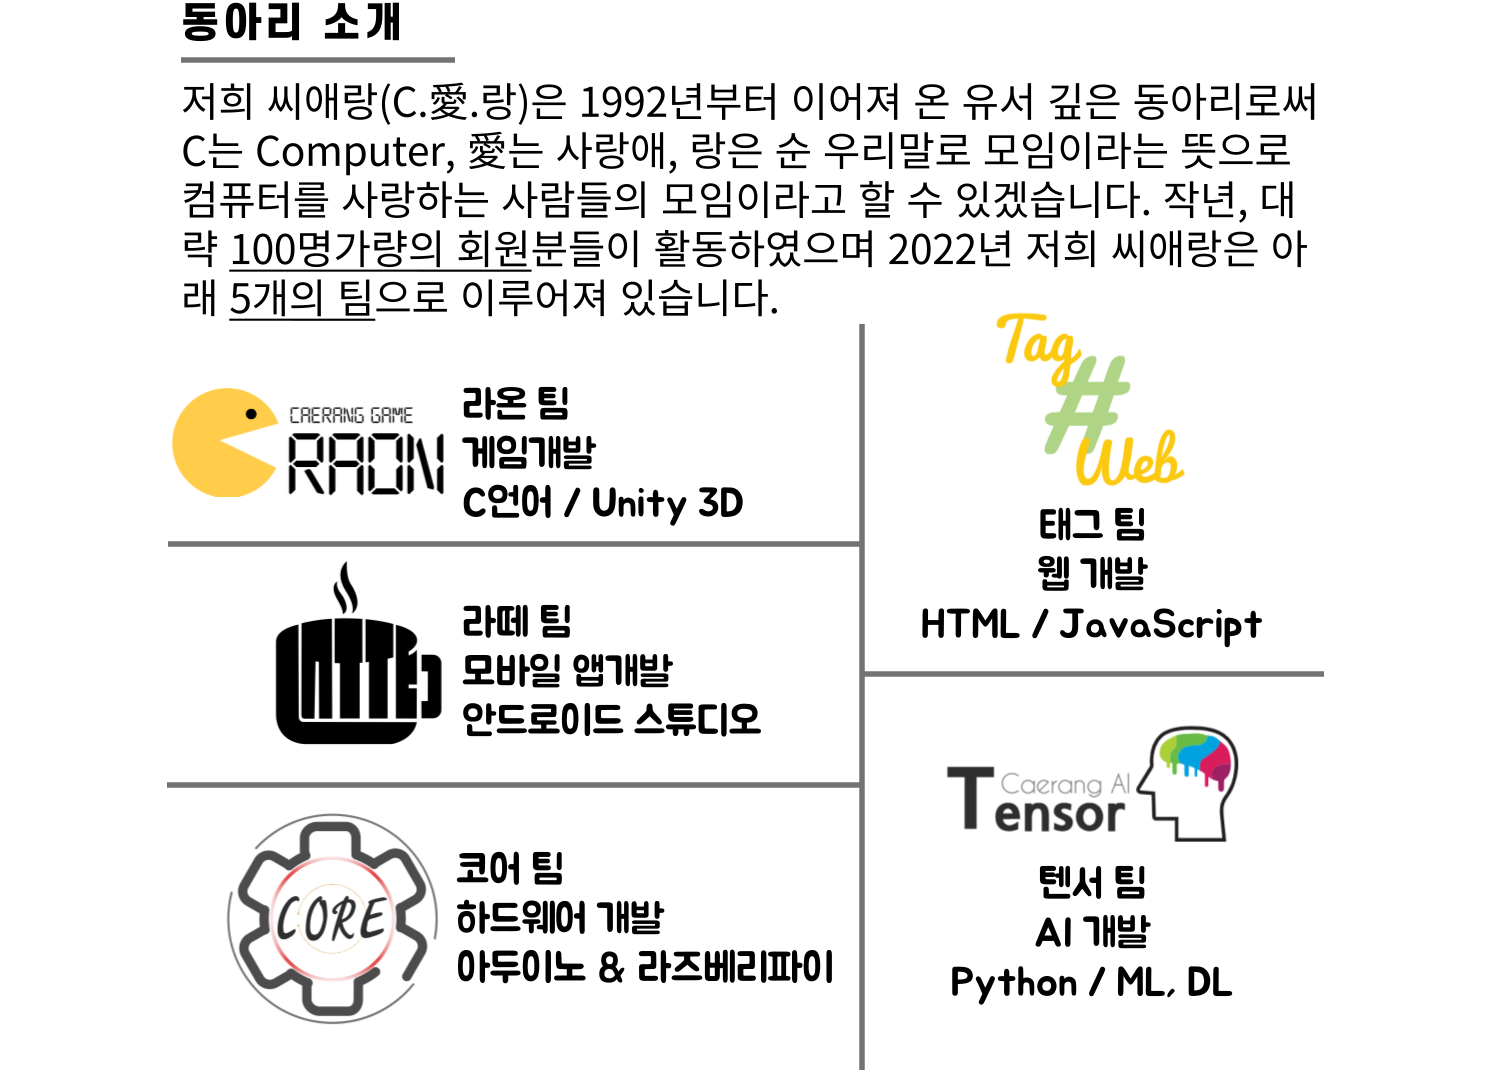 동아리 소개
저희 씨애랑(C.愛.랑)은 1992년부터 이어져 온 유서 깊은 동아리로써
C는 Computer, 愛는 사랑애, 랑은 순 우리말로 모임이라는 뜻으로
컴퓨터를 사랑하는 사람들의 모임이라고 할 수 있겠습니다. 작년, 대
략 100명가량의 회원분들이 활동하였으며 2022년 저희 씨애랑은 아
래 5개의 팀으로 이루어져 있습니다.
CAERANG GAME
RAON
라온 팀
게임개발
C언어 / Unity 3D
LATTE
라떼 팀
모바일 앱개발
안드로이드 스튜디오
CORE
코어 팀
하드웨어 개발
아두이노 & 라즈베리파이
Tag
#
Web
태그 팀
웹 개발
HTML / JavaScript
Caerang AI
Tensor
텐서 팀
AI 개발
Python / ML, DL